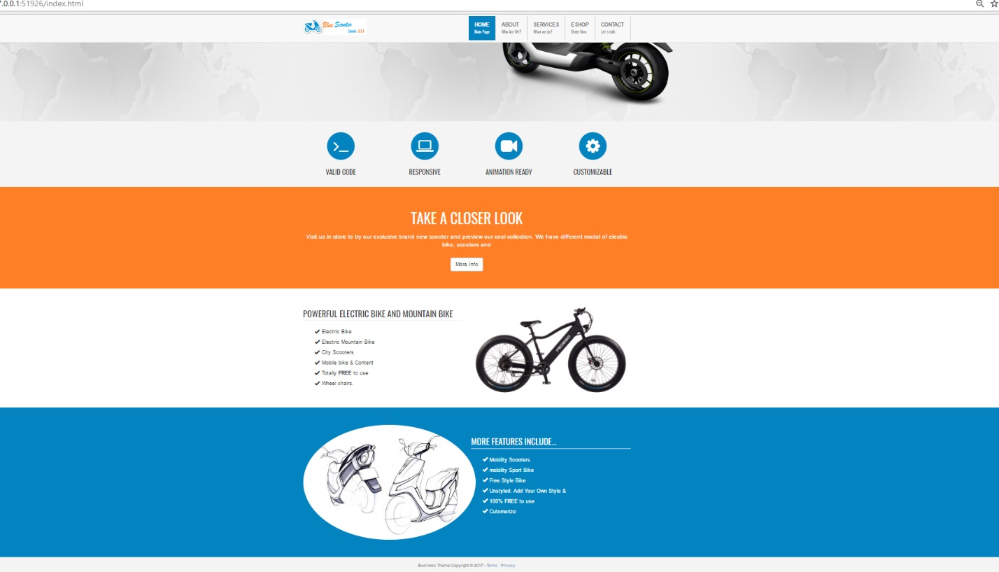 7.0.0.1:51926/index.html
Blue Scooter
Canada - U.S.A
HOME
Main Page
ABOUT
Who Are We?
SERVICES
What we do?
ESHOP
Order Now
CONTACT
Let's talk
VALID CODE
RESPONSIVE
ANIMATION READY
CUSTOMIZABLE
TAKE A CLOSER LOOK
Visit us in-store to try our exclusive brand new scooter and preview our cool collection. We have different model of electric
bike, scooters and
More Info
POWERFUL ELECTRIC BIKE AND MOUNTAIN BIKE
Electric Bike
Electric Mountain Bike
City Scooters
Mobile bike & Content
Totally FREE to use
Wheel chairs.
PEDEGO
MORE FEATURES INCLUDE...
Mobility Scooters
mobility Sport Bike
Free Style Bike
Unstyled: Add Your Own Style &
100% FREE to use
Cutomerize
Business Theme Copyright © 2017 - Terms · Privacy